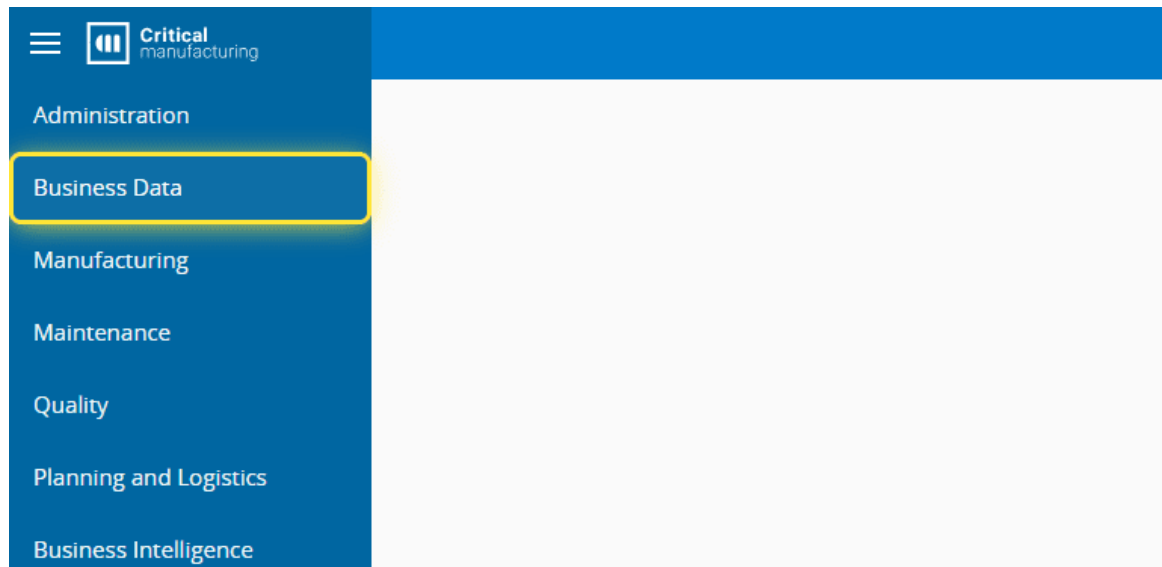 Critical
manufacturing
Administration
Business Data
Manufacturing
Maintenance
Quality
Planning and Logistics
Business Intelligence